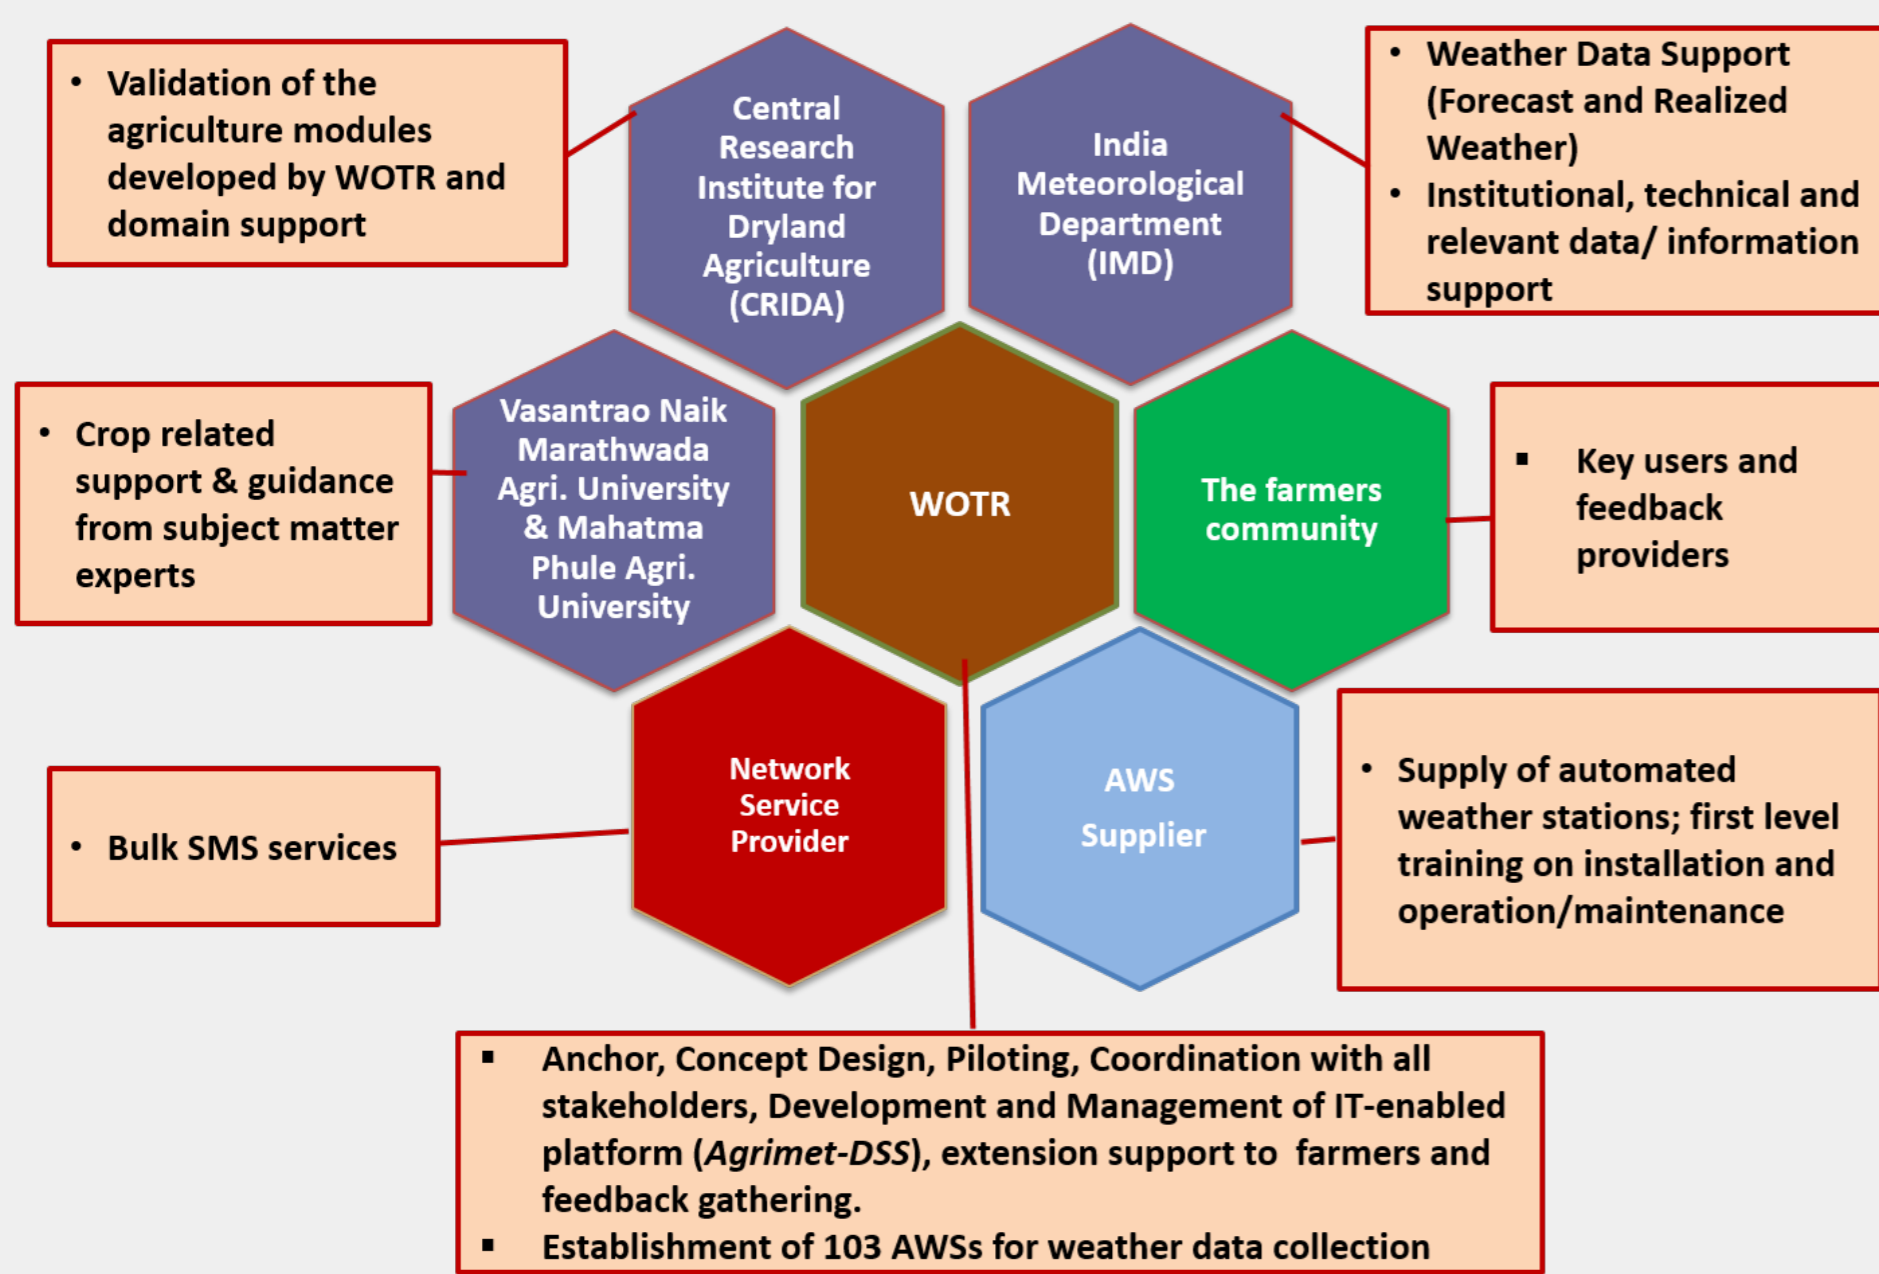 • Validation of the
agriculture modules
developed by WOTR and
domain support
Central
Research
Institute for
Dryland
Agriculture
(CRIDA)
India
Meteorological
Department
(IMD)
• Weather Data Support
(Forecast and Realized
Weather)
• Institutional, technical and
relevant data/ information
support
• Crop related
support & guidance
from subject matter
experts
Vasantrao Naik
Marathwada
Agri. University
& Mahatma
Phule Agri.
University
WOTR
The farmers
community
▪ Key users and
feedback
providers
• Bulk SMS services
Network
Service
Provider
AWS
Supplier
• Supply of automated
weather stations; first level
training on installation and
operation/maintenance
▪ Anchor, Concept Design, Piloting, Coordination with all
stakeholders, Development and Management of IT-enabled
platform (Agrimet-DSS), extension support to farmers and
feedback gathering.
▪ Establishment of 103 AWSs for weather data collection